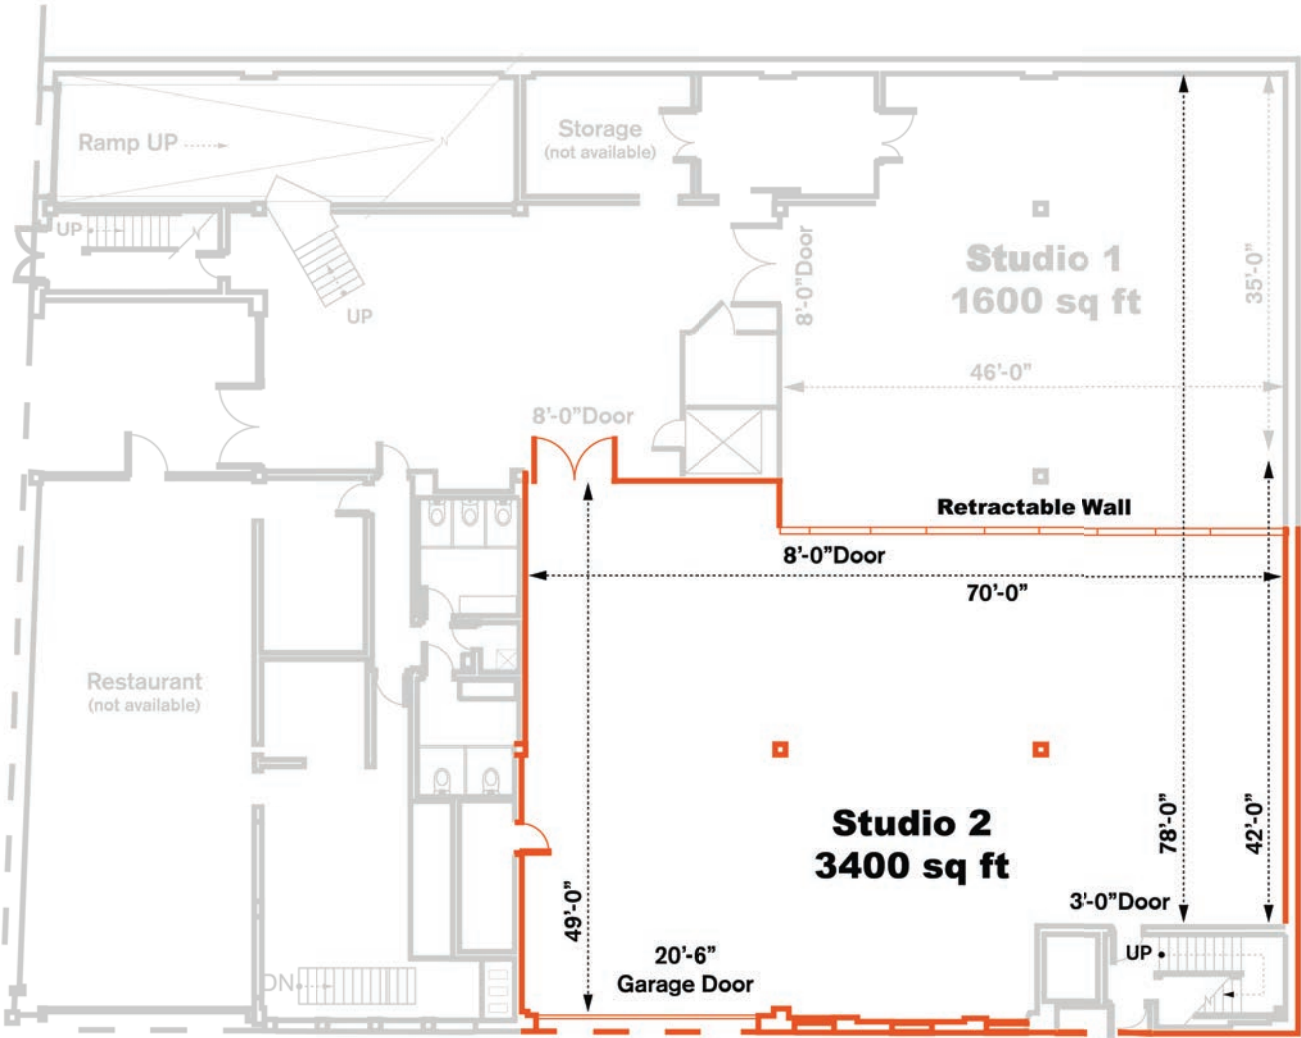 Ramp UP
N
Storage
(not available)
UP
N
UP
8'-0"Door
Studio 1
1600 sq ft
35'-0"
46'-0"
8'-0"Door
Retractable Wall
8'-0"Door
70'-0"
Restaurant
(not available)
Studio 2
3400 sq ft
78'-0"
42'-0"
49'-0"
3'-0"Door
20'-6"
Garage Door
UP
N
DN